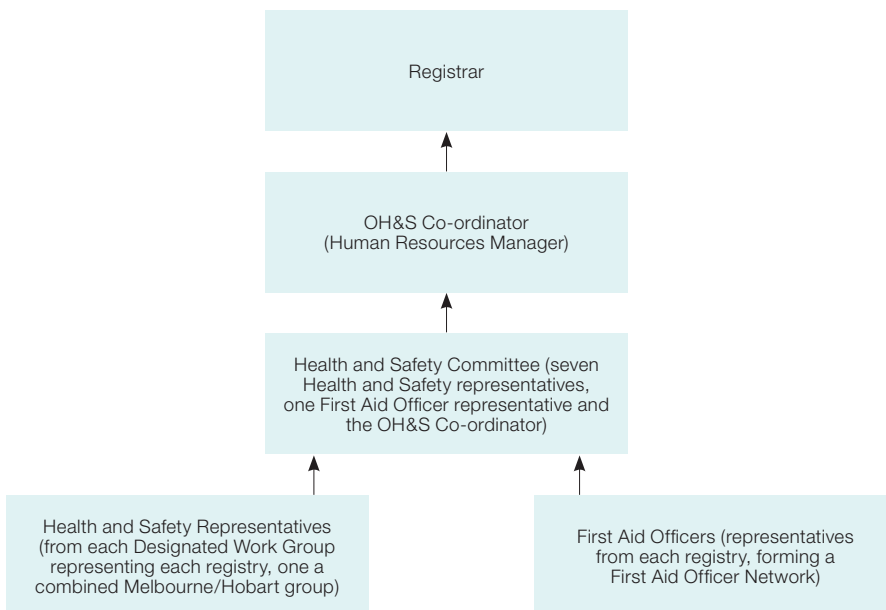 Registrar
OH&S Co-ordinator
(Human Resources Manager)
Health and Safety Committee (seven
Health and Safety representatives,
one First Aid Officer representative and
the OH&S Co-ordinator)
Health and Safety Representatives
(from each Designated Work Group
representing each registry, one a
combined Melbourne/Hobart group)
First Aid Officers (representatives
from each registry, forming a
First Aid Officer Network)